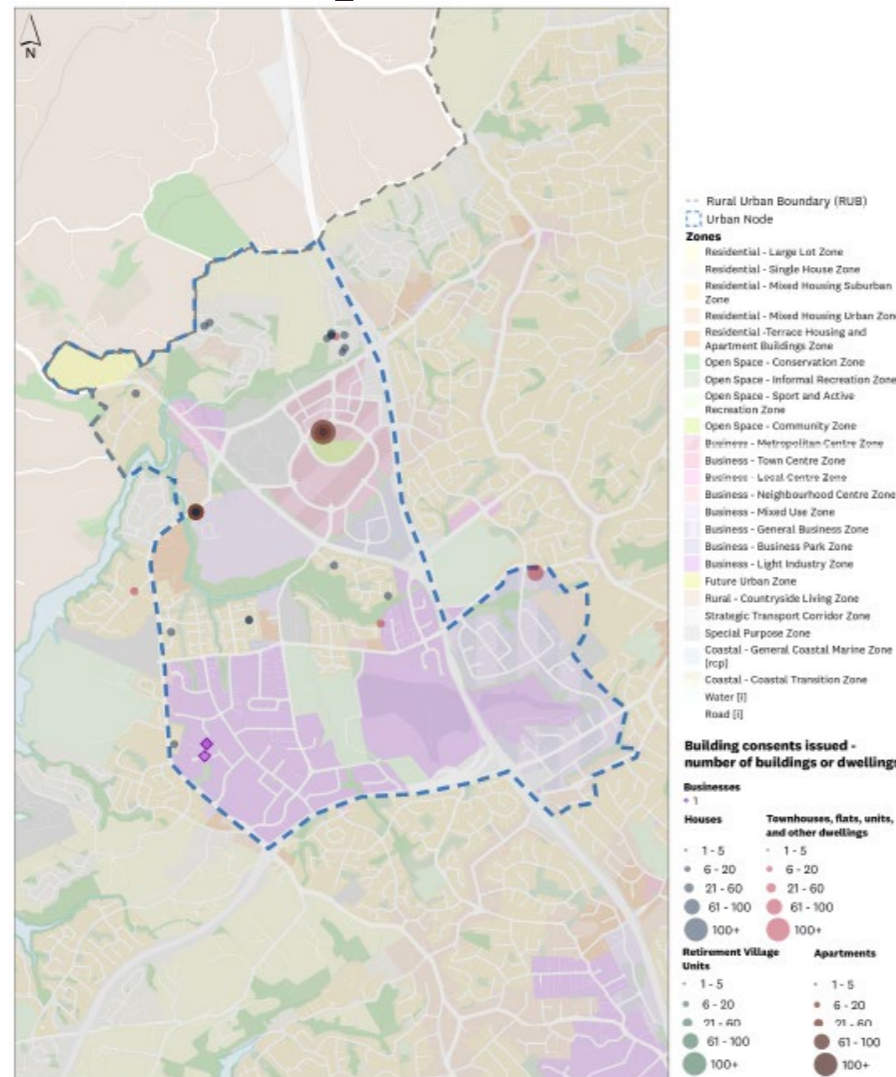 N
Rural Urban Boundary (RUB)
Urban Node
Zones
Residential - Large Lot Zone
Residential - Single House Zone
Residential - Mixed Housing Suburban
Zone
Residential - Mixed Housing Urban Zon
Residential -Terrace Housing and
Apartment Buildings Zone
Open Space - Conservation Zone
Open Space - Informal Recreation Zone
Open Space - Sport and Active
Recreation Zone
Open Space - Community Zone
Business - Metropolitan Centre Zone
Business - Town Centre Zone
Business - Local Centre Zone
Business - Neighbourhood Centre Zone
Business - Mixed Use Zone
Business - General Business Zone
Business - Business Park Zone
Business - Light Industry Zone
Future Urban Zone
Rural - Countryside Living Zone
Strategic Transport Corridor Zone
Special Purpose Zone
Coastal - General Coastal Marine Zone
[rcp]
Coastal - Coastal Transition Zone
Water [i]
Road [i]
Building consents issued -
number of buildings or dwellings
Businesses
1
Houses
1 - 5
6 - 20
21 - 60
61 - 100
100+
Townhouses, flats, units,
and other dwellings
1 - 5
6 - 20
21 - 60
61 - 100
100+
Retirement Village
Units
1 - 5
6 - 20
21 - 60
61 - 100
100+
Apartments
1 - 5
6 - 20
21 - 60
61 - 100
100+